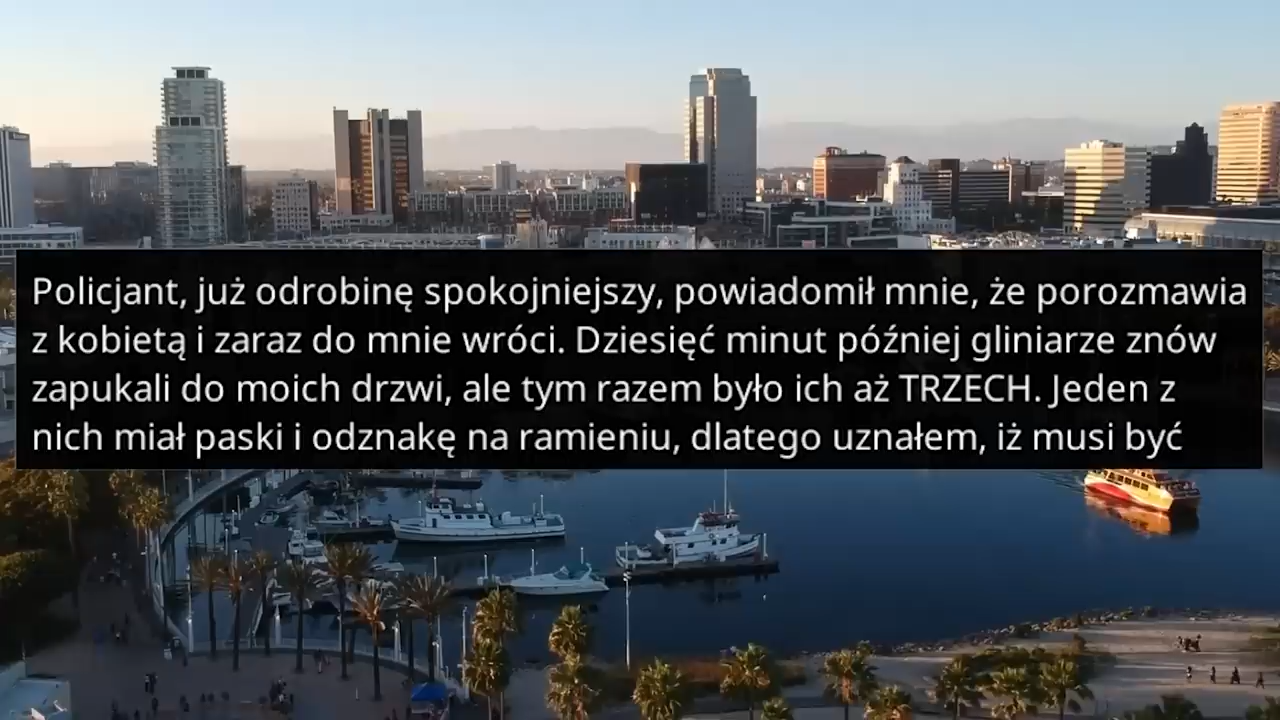 Policjant, już odrobinę spokojniejszy, powiadomił mnie, że porozmawia
z kobietą i zaraz do mnie wróci. Dziesięć minut później gliniarze znów
zapukali do moich drzwi, ale tym razem było ich aż TRZECH. Jeden z
nich miał paski i odznakę na ramieniu, dlatego uznałem, iż musi być